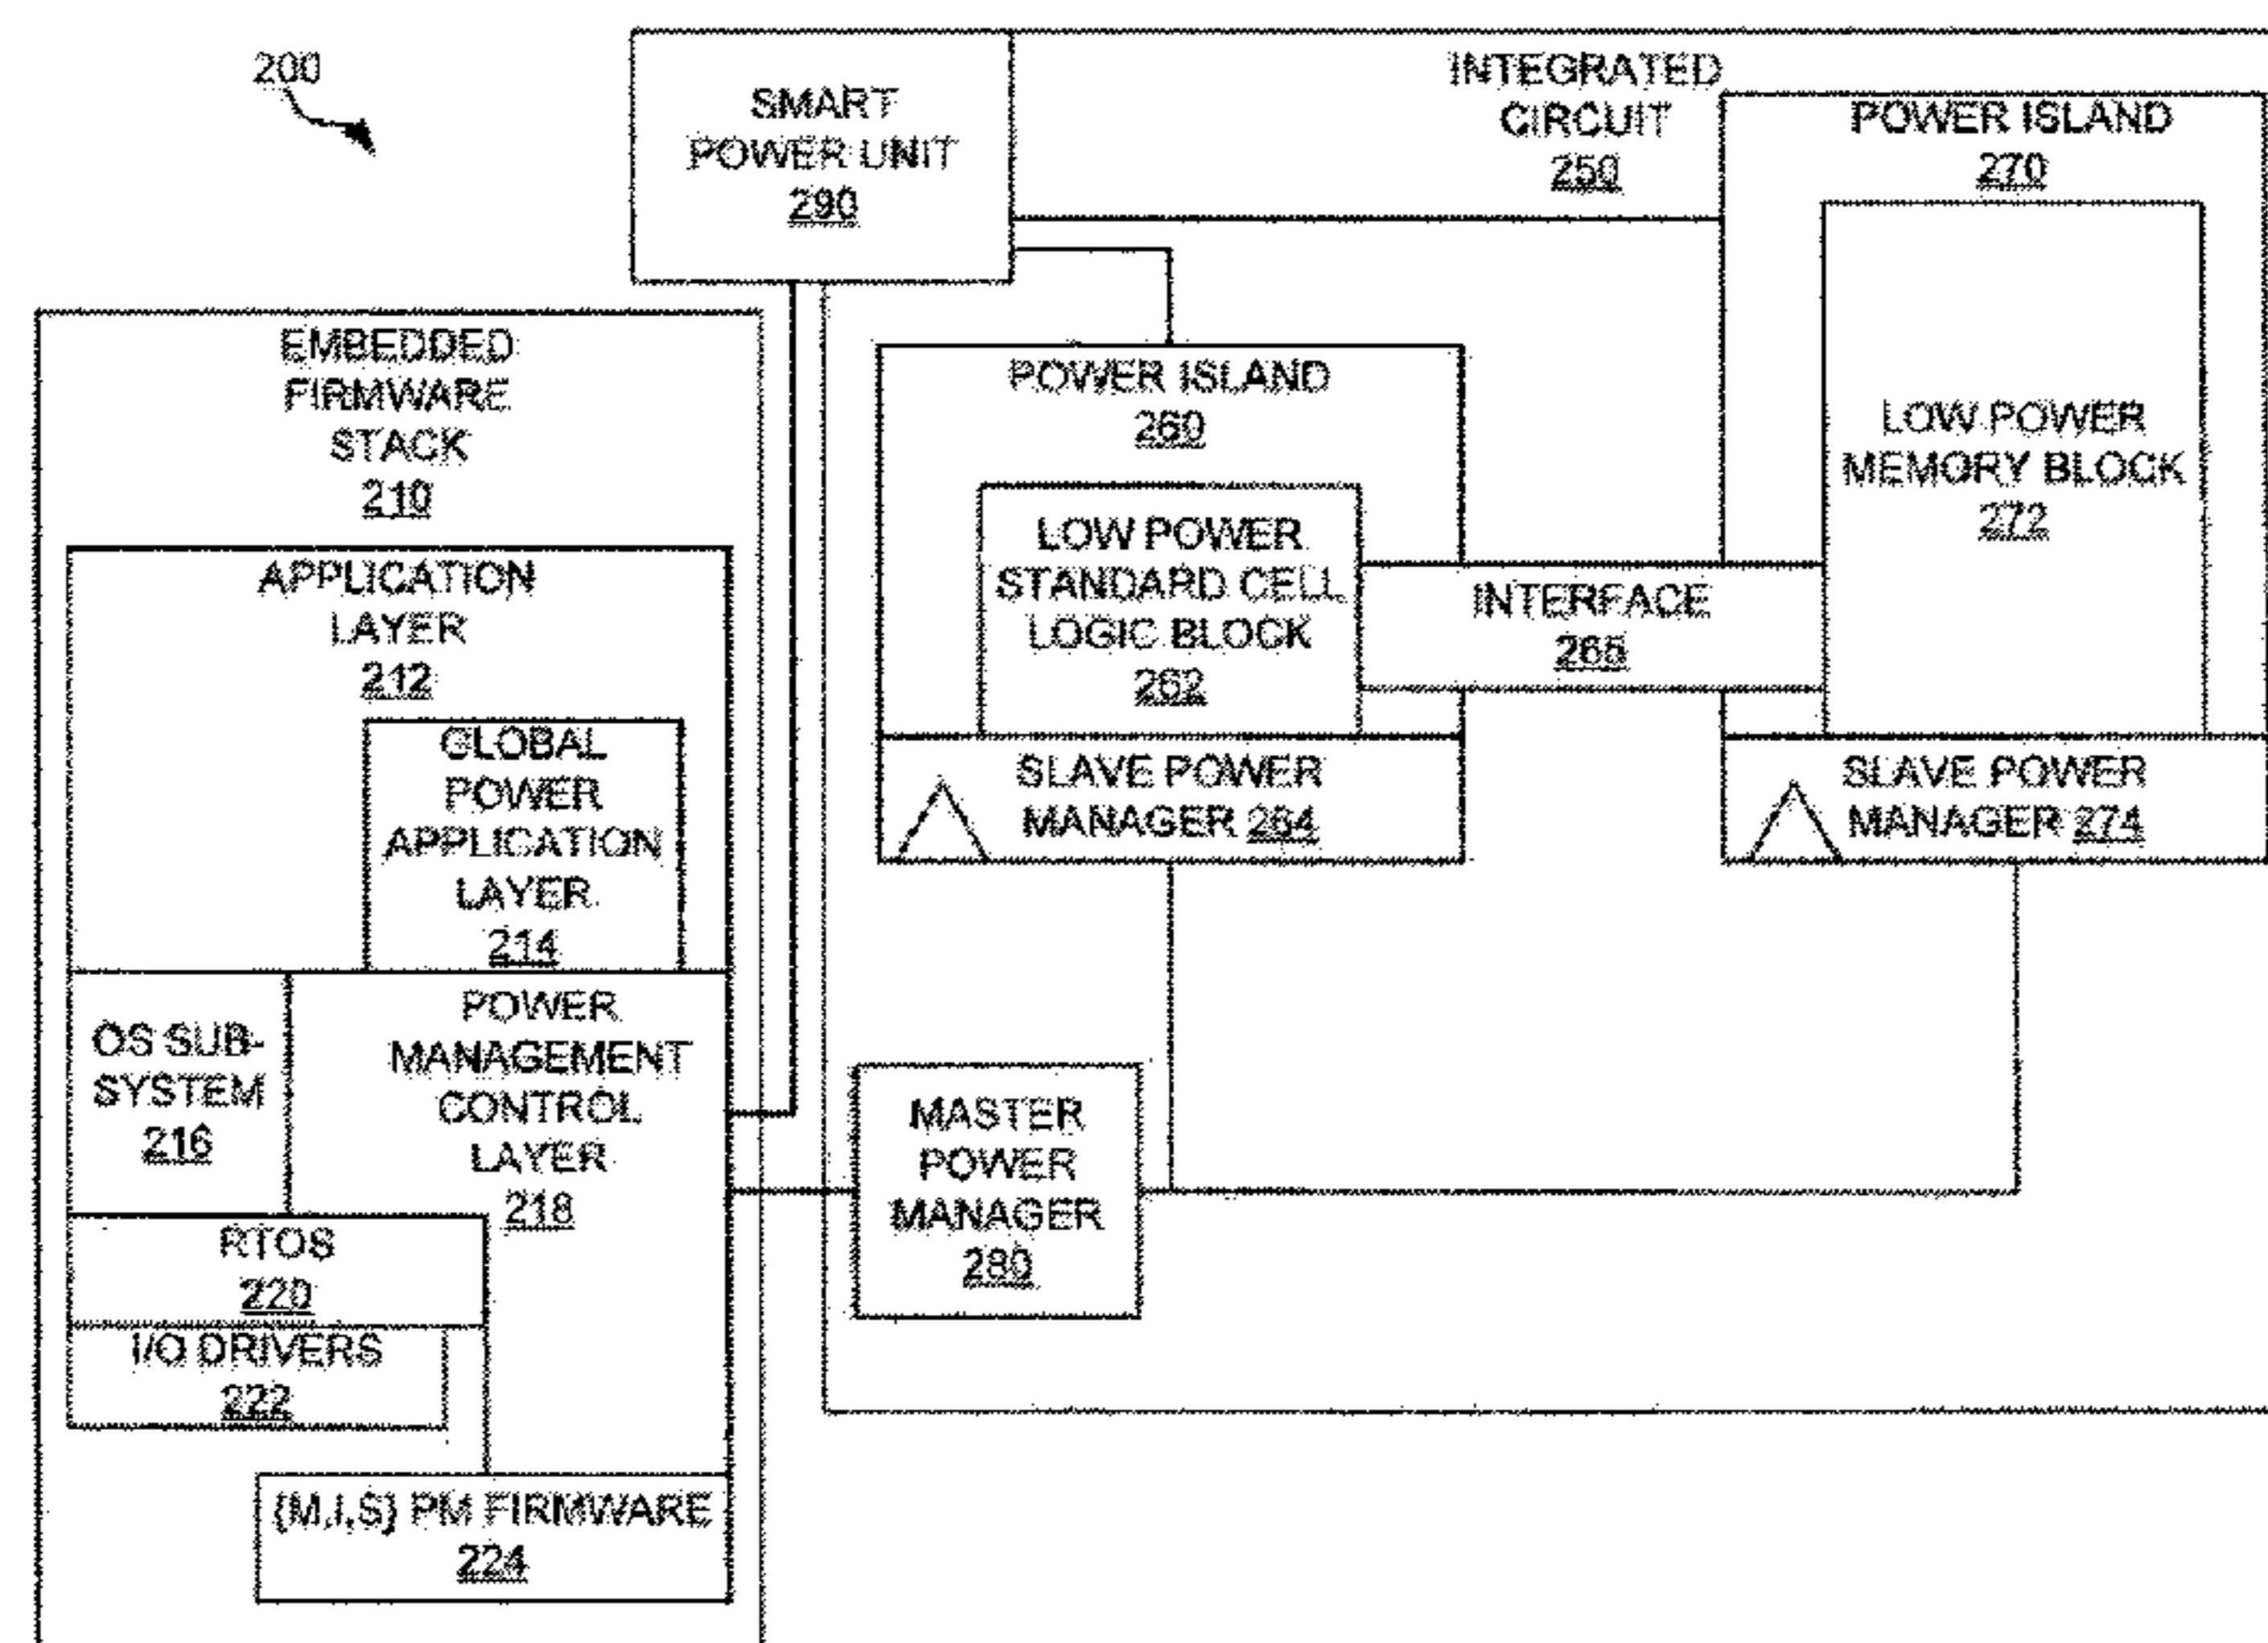 200
SMART
POWER UNIT
290
INTEGRATED
CIRCUIT
250
POWER ISLAND
270
LOW POWER
MEMORY BLOCK
272
POWER ISLAND
260
LOW POWER
STANDARD CELL
LOGIC BLOCK
262
INTERFACE
265
SLAVE POWER
MANAGER 264
SLAVE POWER
MANAGER 274
MASTER
POWER
MANAGER
280
EMBEDDED
FIRMWARE
STACK
210
APPLICATION
LAYER
212
GLOBAL
POWER
APPLICATION
LAYER
214
OS SUB-
SYSTEM
216
POWER
MANAGEMENT
CONTROL
LAYER
218
RTOS
220
I/O DRIVERS
222
{M,I,S} PM FIRMWARE
224